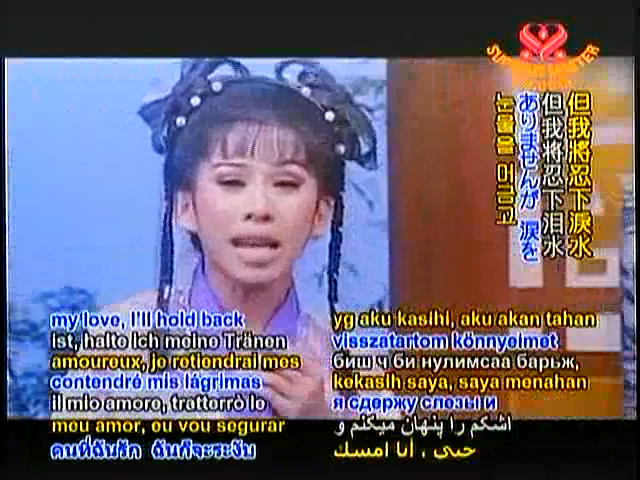 SUPREME MASTER
但我將忍下淚水
但我将忍下泪水
ありませんが 涙を
눈물을 머금고
my love, I'll hold back
ist, halte ich meine Tränen
amoureux, je retiendrai mes
contendré mis lágrimas
il mio amore, tratterrò le
meu amor, eu vou segurar
คนที่ฉันรัก ฉันก็จะระงับ
yg aku kasihi, aku akan tahan
visszatartom könnyeimet
биш ч би нулимсаа барьж,
kekasih saya, saya menahan
я сдержу слезы и
اشکم را پنهان میکنم و
حبي ، أنا امسك